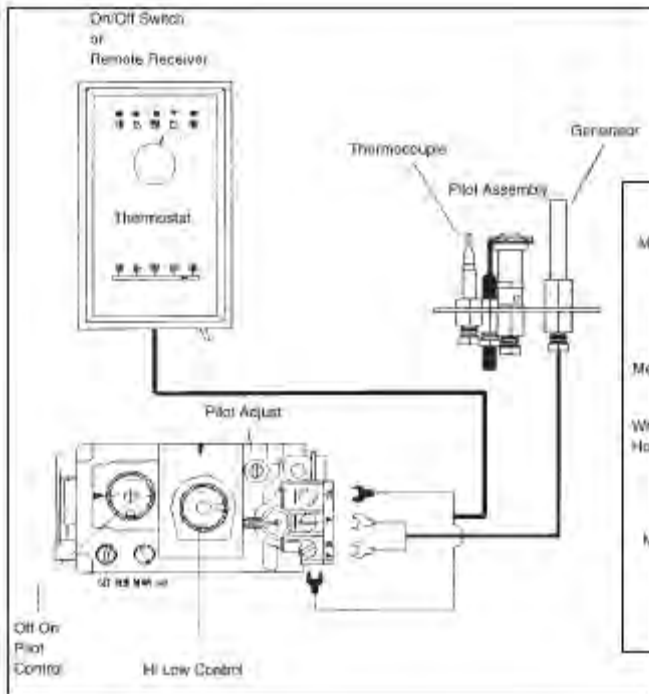 On/Off Switch
or
Remote Receiver
Thermocouple
Generator
Pilot Assembly
Thermostat
Pilot Adjust
Off On
Pilot
Control
Hi Low Control